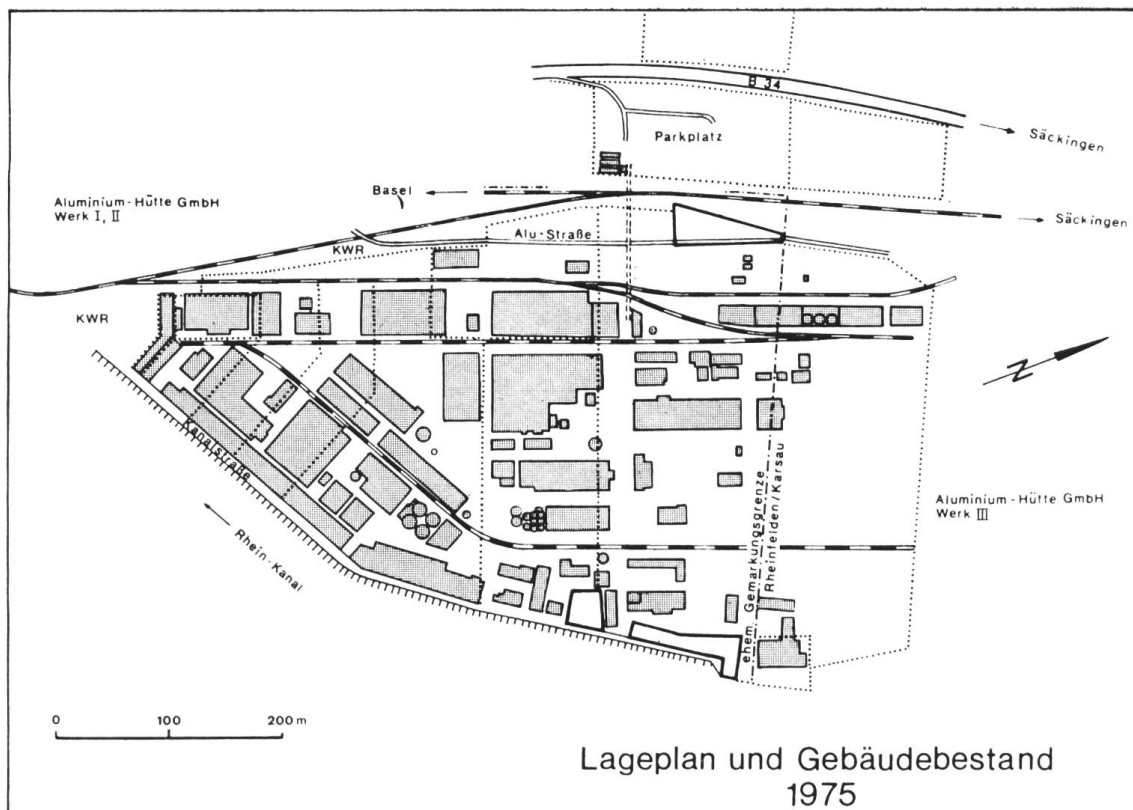 B 34
Säckingen
Parkplatz
Basel
Säckingen
Aluminium-Hütte GmbH
Werk I, II
Alu-Straße
KWR
KWR
N
Kanalstraße
Rhein-Kanal
ehem. Gemarkungsgrenze
Rheinfelden/Karsau
Aluminium-Hütte GmbH
Werk III
0 100 200 m
Lageplan und Gebäudebestand
1975